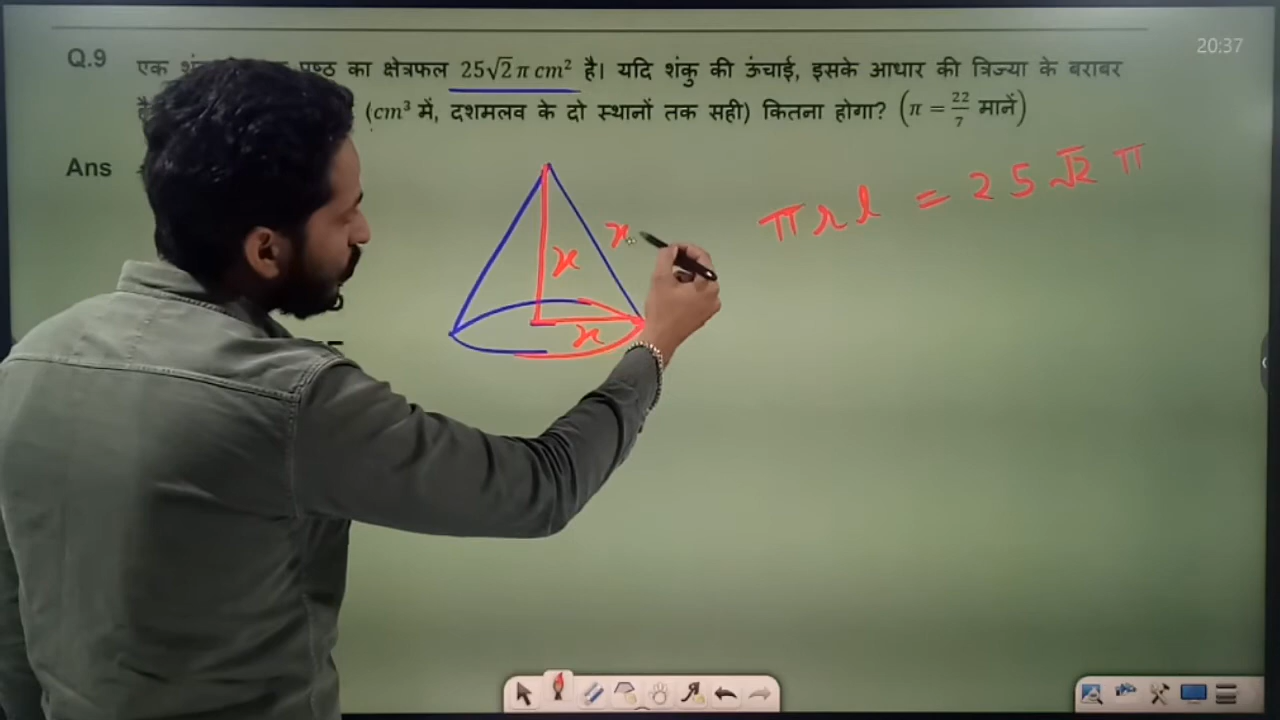 20:37
Q.9 एक पृष्ठ का क्षेत्रफल 25√2 π cm² है। यदि शंकु की ऊंचाई, इसके आधार की त्रिज्या के बराबर
(cm³ में, दशमलव के दो स्थानों तक सही) कितना होगा? (π = 22/7 मानें)
Ans
πrl = 25√2 π
x
x
x